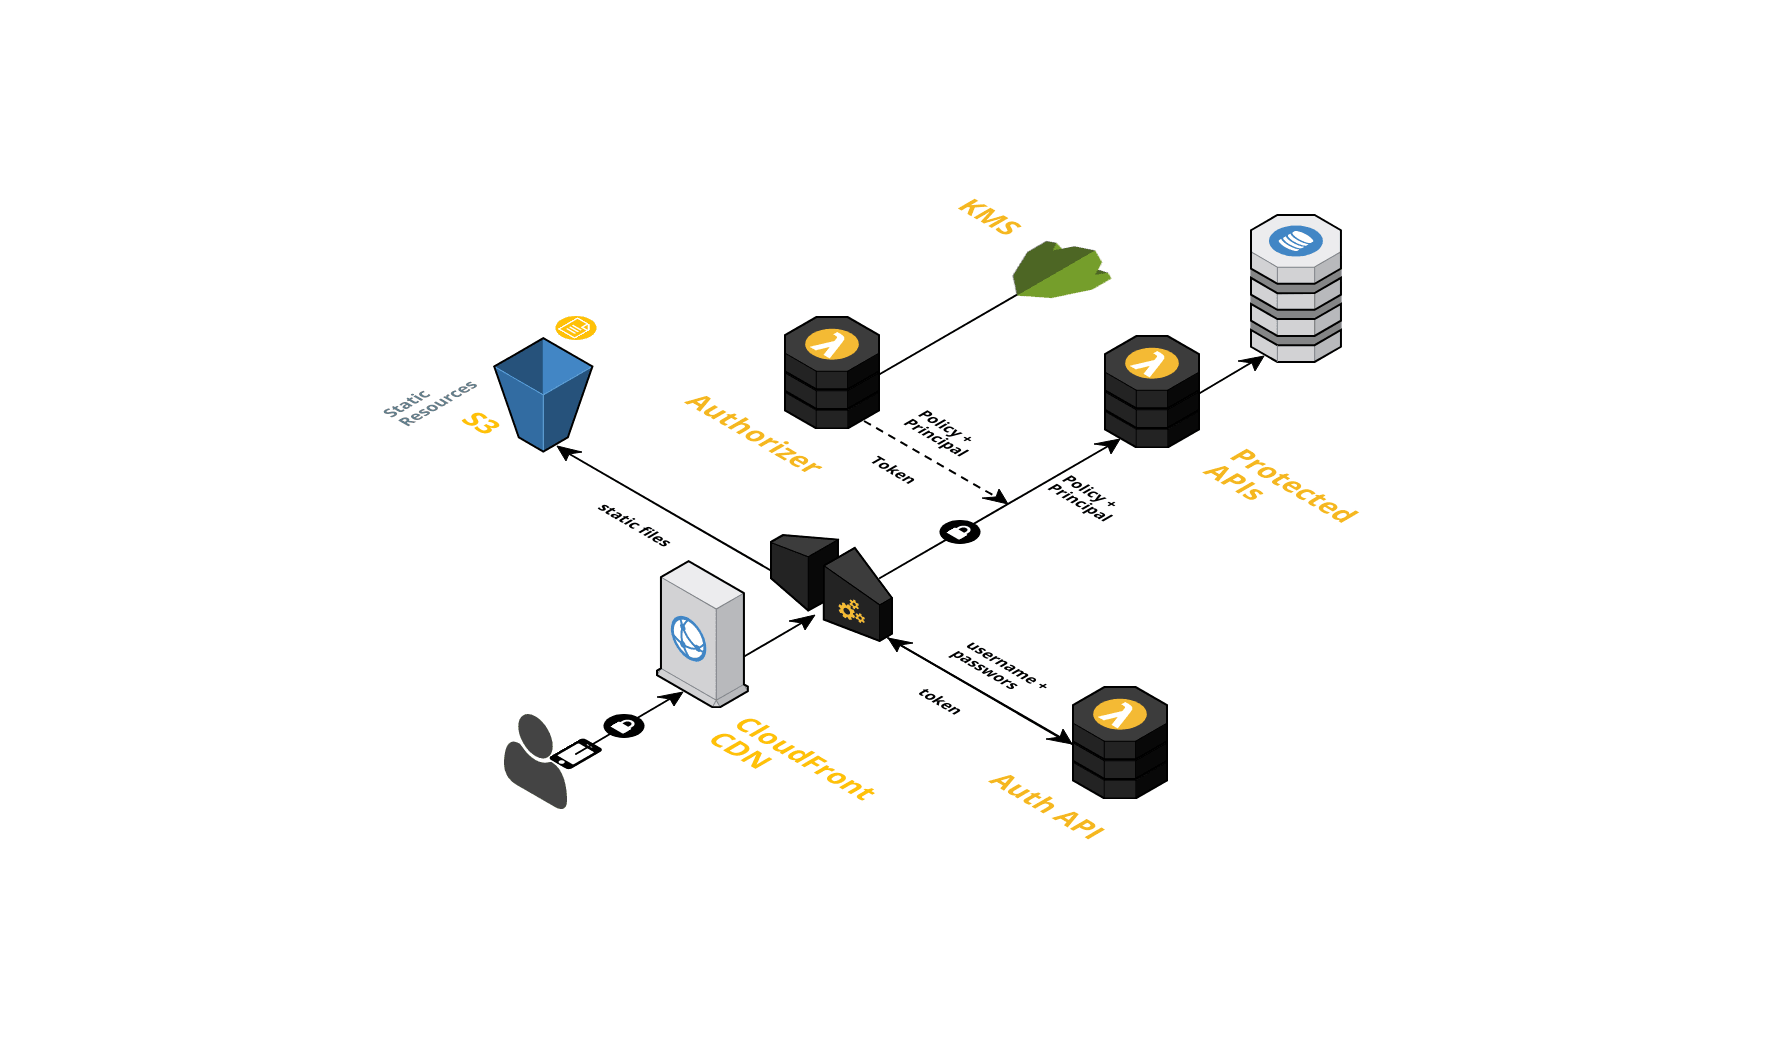 KMS
Static
Resources
S3
Authorizer
Policy +
Principal
Token
Policy +
Principal
Protected
APIs
static files
username +
passwors
token
CloudFront
CDN
Auth API